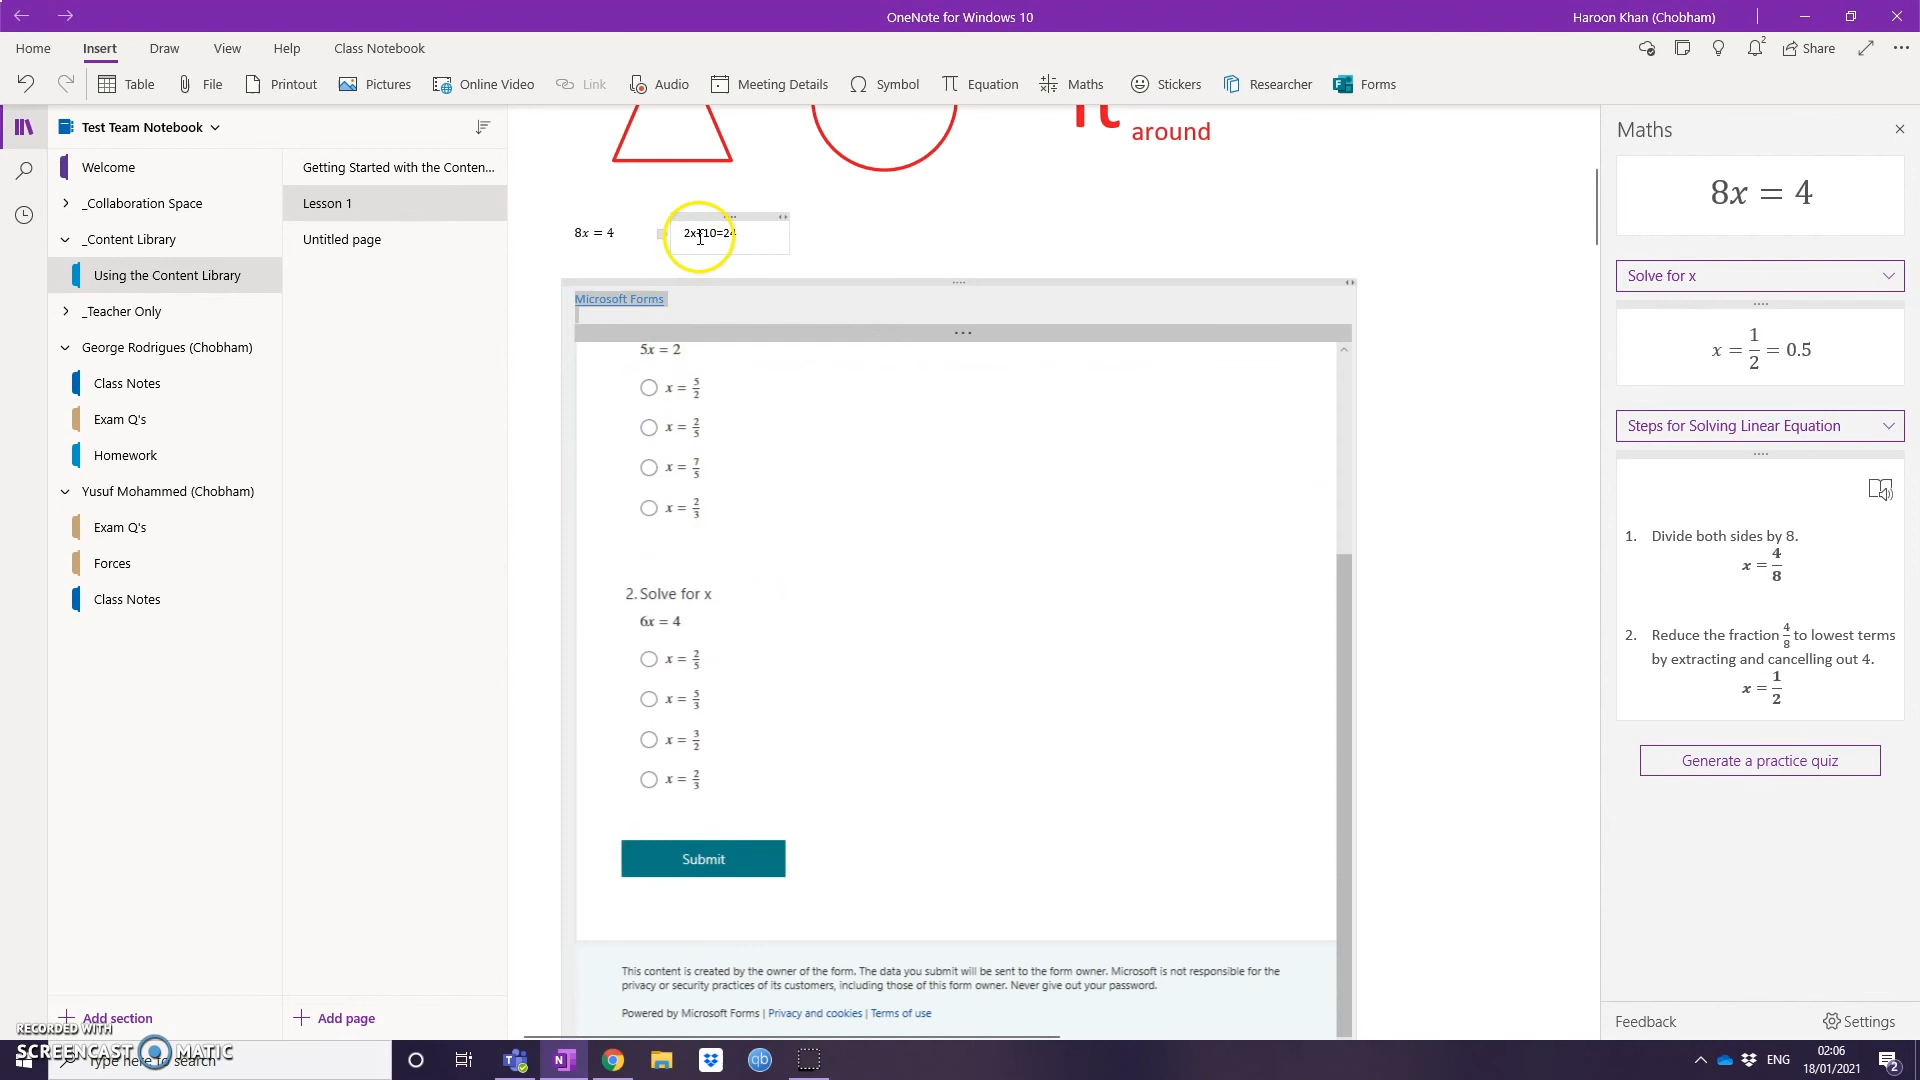 OneNote for Windows 10
Haroon Khan (Chobham)
Home
Insert
Draw
View
Help
Class Notebook
2
Share
Table
File
Printout
Pictures
Online Video
Link
Audio
Meeting Details
Symbol
Equation
Maths
Stickers
Researcher
Forms
Test Team Notebook
Welcome
_Collaboration Space
_Content Library
Using the Content Library
_Teacher Only
George Rodrigues (Chobham)
Class Notes
Exam Q's
Homework
Yusuf Mohammed (Chobham)
Exam Q's
Forces
Class Notes
Add section
Getting Started with the Conten...
Lesson 1
Untitled page
Add page
around
8x = 4
2x+10=24
Microsoft Forms
5x = 2
x = 5/2
x = 2/5
x = 7/5
x = 2/3
2. Solve for x
6x = 4
x = 2/5
x = 5/3
x = 3/2
x = 2/3
Submit
This content is created by the owner of the form. The data you submit will be sent to the form owner. Microsoft is not responsible for the
privacy or security practices of its customers, including those of this form owner. Never give out your password.
Powered by Microsoft Forms | Privacy and cookies | Terms of use
Maths
8x = 4
Solve for x
x = 1/2 = 0.5
Steps for Solving Linear Equation
1. Divide both sides by 8.
x = 4/8
2. Reduce the fraction 4/8 to lowest terms
by extracting and cancelling out 4.
x = 1/2
Generate a practice quiz
Feedback
Settings
RECORDED WITH
SCREENCAST MATIC
Type here to search
qb
ENG
02:06
18/01/2021
2